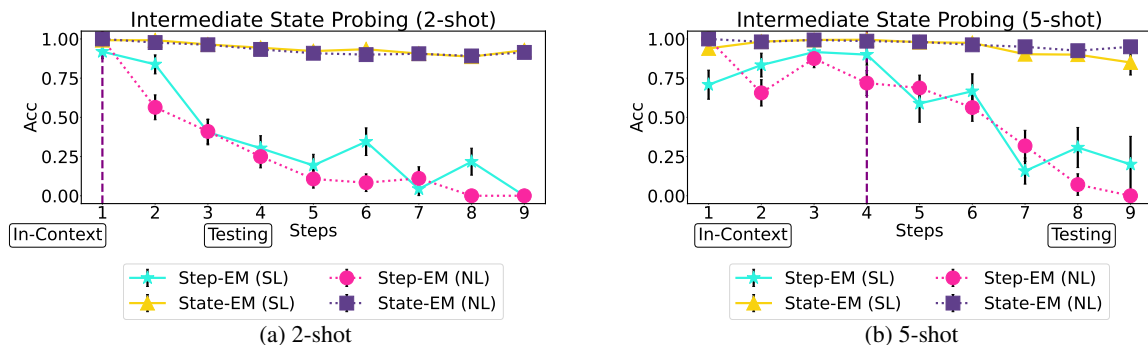 Intermediate State Probing (2-shot)
1.00
0.75
0.50
0.25
0.00
Acc
1 2 3 4 5 6 7 8 9
In-Context
Testing
Steps
Step-EM (SL)
Step-EM (NL)
State-EM (SL)
State-EM (NL)
(a) 2-shot
Intermediate State Probing (5-shot)
1.00
0.75
0.50
0.25
0.00
Acc
1 2 3 4 5 6 7 8 9
In-Context
Steps
Testing
Step-EM (SL)
Step-EM (NL)
State-EM (SL)
State-EM (NL)
(b) 5-shot